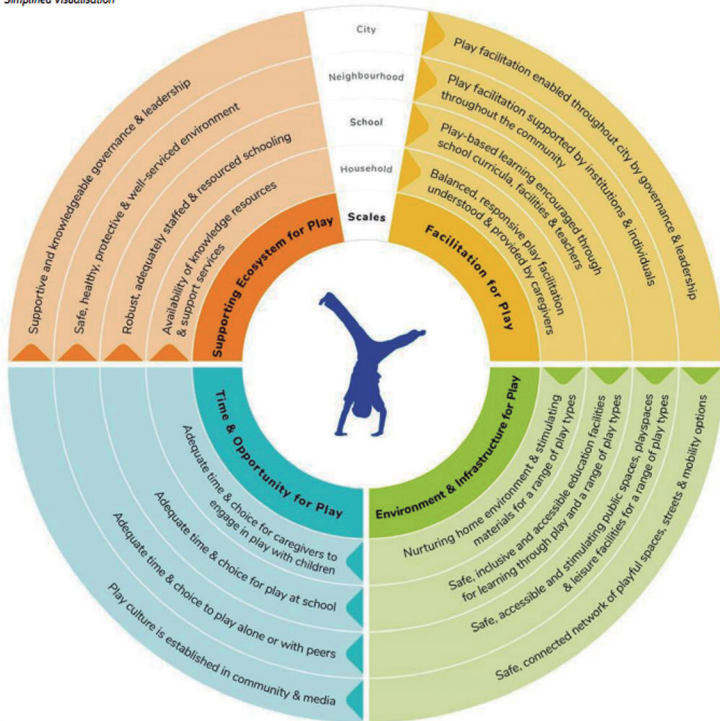 Simplified Visualisation
City
Neighbourhood
School
Household
Scales
Facilitation for Play
Play facilitation enabled throughout city by governance & leadership
Play facilitation supported by institutions & individuals
throughout the community
Play-based learning encouraged through
school curricula, facilities & teachers
Balanced, responsive play facilitation
understood & provided by caregivers
Environment & Infrastructure for Play
Nurturing home environment & stimulating
materials for a range of play types
Safe, inclusive and accessible education facilities
for learning through play and a range of play types
Safe, accessible and stimulating public spaces, playspaces
& leisure facilities for a range of play types
Safe, connected network of playful spaces, streets & mobility options
Time & Opportunity for Play
Adequate time & choice for caregivers to
engage in play with children
Adequate time & choice for play at school
Adequate time & choice to play alone or with peers
Play culture is established in community & media
Supporting Ecosystem for Play
Supportive and knowledgeable governance & leadership
Safe, healthy, protective & well-serviced environment
Robust, adequately staffed & resourced schooling
Availability of knowledge resources
& support services